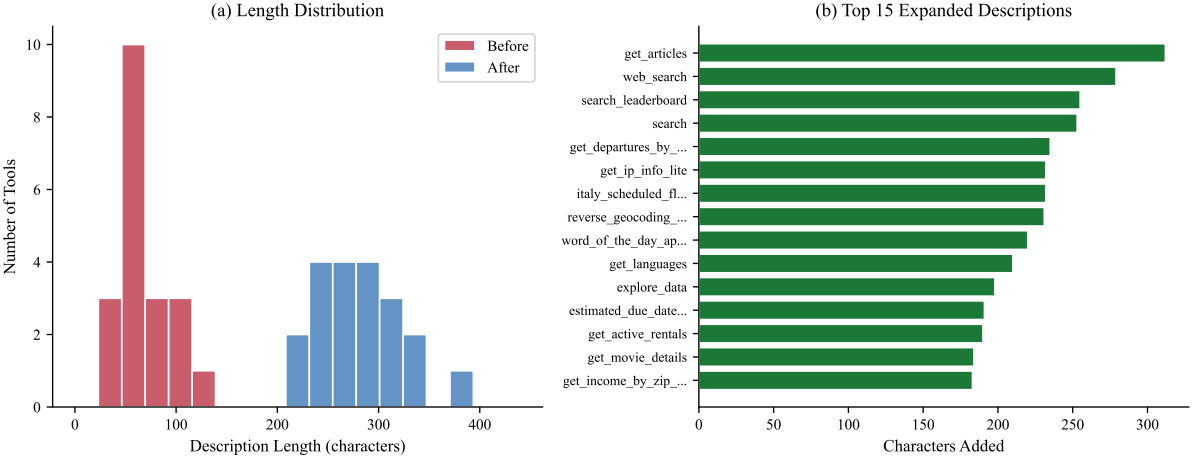 (a) Length Distribution
Number of Tools
10
8
6
4
2
0
0
100
200
300
400
Description Length (characters)
Before
After
(b) Top 15 Expanded Descriptions
get_articles
web_search
search_leaderboard
search
get_departures_by_...
get_ip_info_lite
italy_scheduled_fl...
reverse_geocoding_...
word_of_the_day_ap...
get_languages
explore_data
estimated_due_date...
get_active_rentals
get_movie_details
get_income_by_zip_...
0
50
100
150
200
250
300
Characters Added